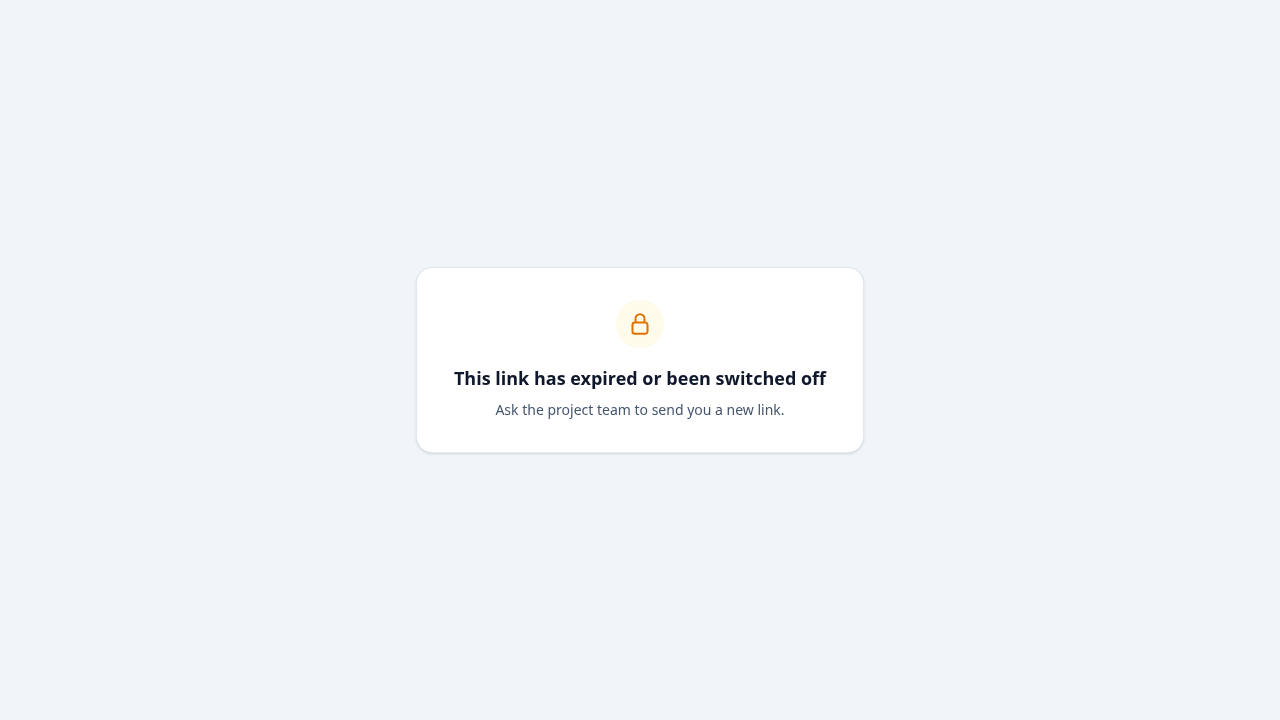 This link has expired or been switched off
Ask the project team to send you a new link.